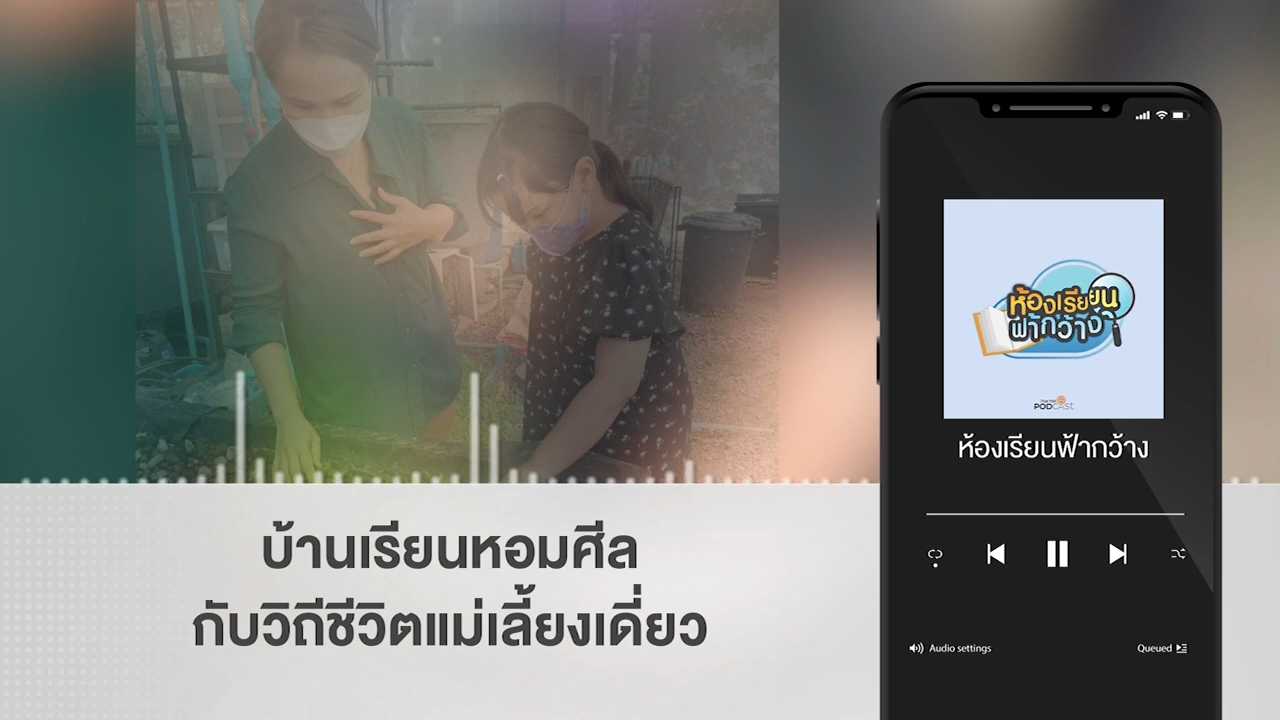 บ้านเรียนหอมศีล
กับวิถีชีวิตแม่เลี้ยงเดี่ยว
ห้องเรียนฟ้ากว้าง
Thai PBS
PODCAST
ห้องเรียนฟ้ากว้าง
Audio settings
Queued